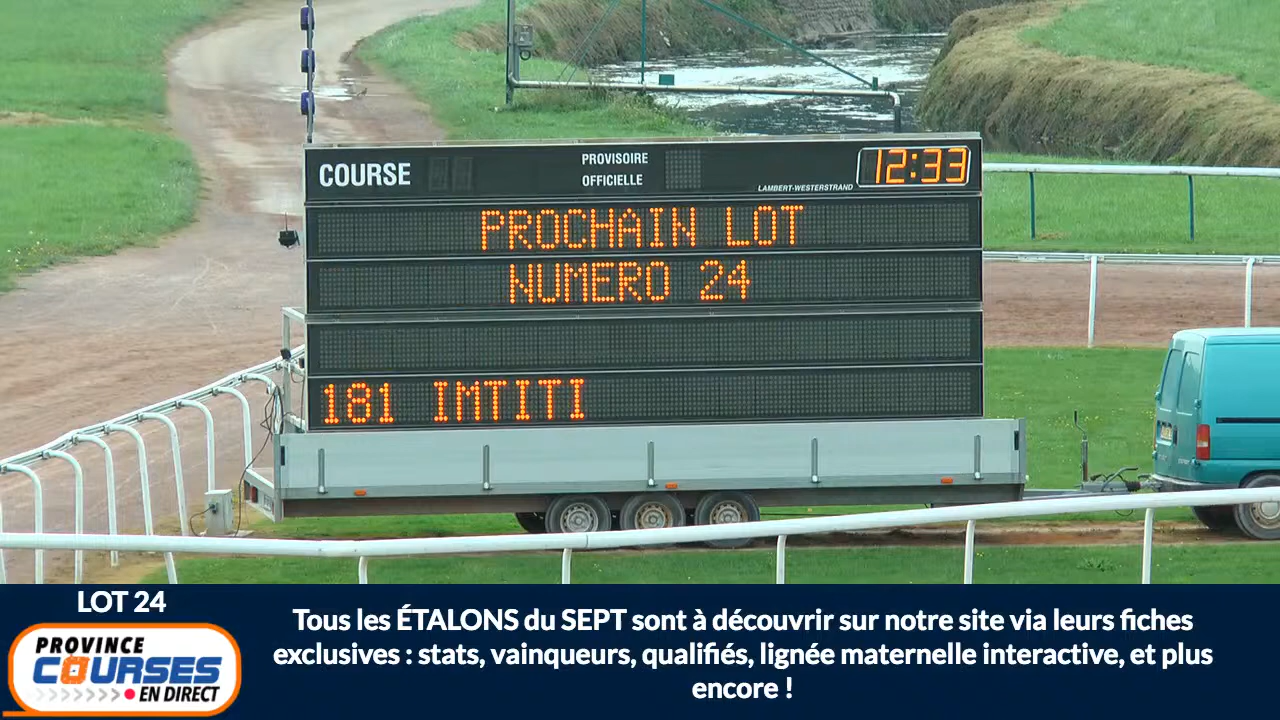 COURSE
PROVISOIRE
OFFICIELLE
LAMBERT-WESTERSTRAND
12:33
PROCHAIN LOT
NUMERO 24
181 IMTITI
LOT 24
PROVINCE
COURSES
EN DIRECT
Tous les ÉTALONS du SEPT sont à découvrir sur notre site via leurs fiches
exclusives : stats, vainqueurs, qualifiés, lignée maternelle interactive, et plus
encore !